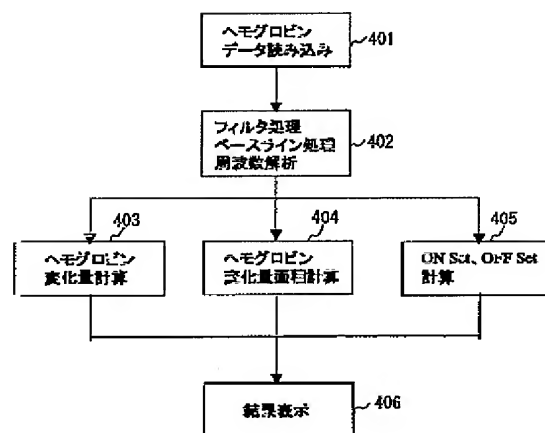 ヘモグロビン
データ読み込み
401
フィルタ処理
ベースライン処理
周波数解析
402
403
ヘモグロビン
変化量計算
404
ヘモグロビン
変化量面積計算
405
ON Set、OFF Set
計算
結果表示
406